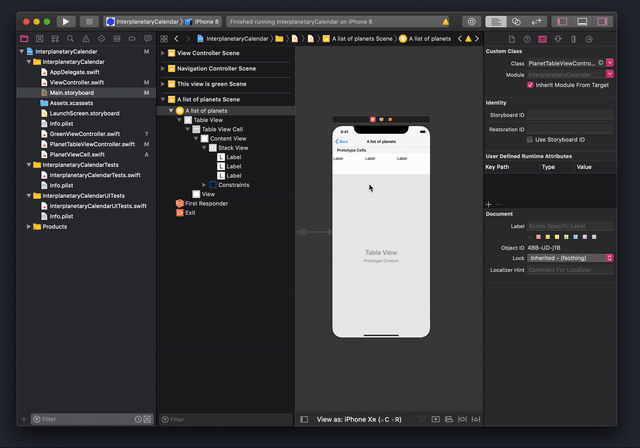 InterplanetaryCalendar 〉 iPhone 8
Finished running InterplanetaryCalendar on iPhone 8
InterplanetaryCalendar M
InterplanetaryCalendar
AppDelegate.swift
ViewController.swift M
Main.storyboard M
Assets.xcassets
LaunchScreen.storyboard
Info.plist
GreenViewController.swift ?
PlanetTableViewController.swift M
PlanetViewCell.swift A
InterplanetaryCalendarTests
InterplanetaryCalendarTests.swift
Info.plist
InterplanetaryCalendarUITests
InterplanetaryCalendarUITests.swift
Info.plist
Products
Filter
InterplanetaryCalendar 〉 A list of planets Scene 〉 A list of planets
View Controller Scene
Navigation Controller Scene
This view is green Scene
A list of planets Scene
A list of planets
Table View
Table View Cell
Content View
Stack View
L Label
L Label
L Label
Constraints
View
First Responder
Exit
Filter
9:41
Back A list of planets
Prototype Cells
Label Label Label
Table View
Prototype Content
View as: iPhone XR (wC hR)
Custom Class
Class PlanetTableViewContro...
Module InterplanetaryCalendar
Inherit Module From Target
Identity
Storyboard ID
Restoration ID
Use Storyboard ID
User Defined Runtime Attributes
Key Path Type Value
Document
Label Xcode Specific Label
Object ID 4BB-UO-j1B
Lock Inherited - (Nothing)
Localizer Hint Comment For Localizer